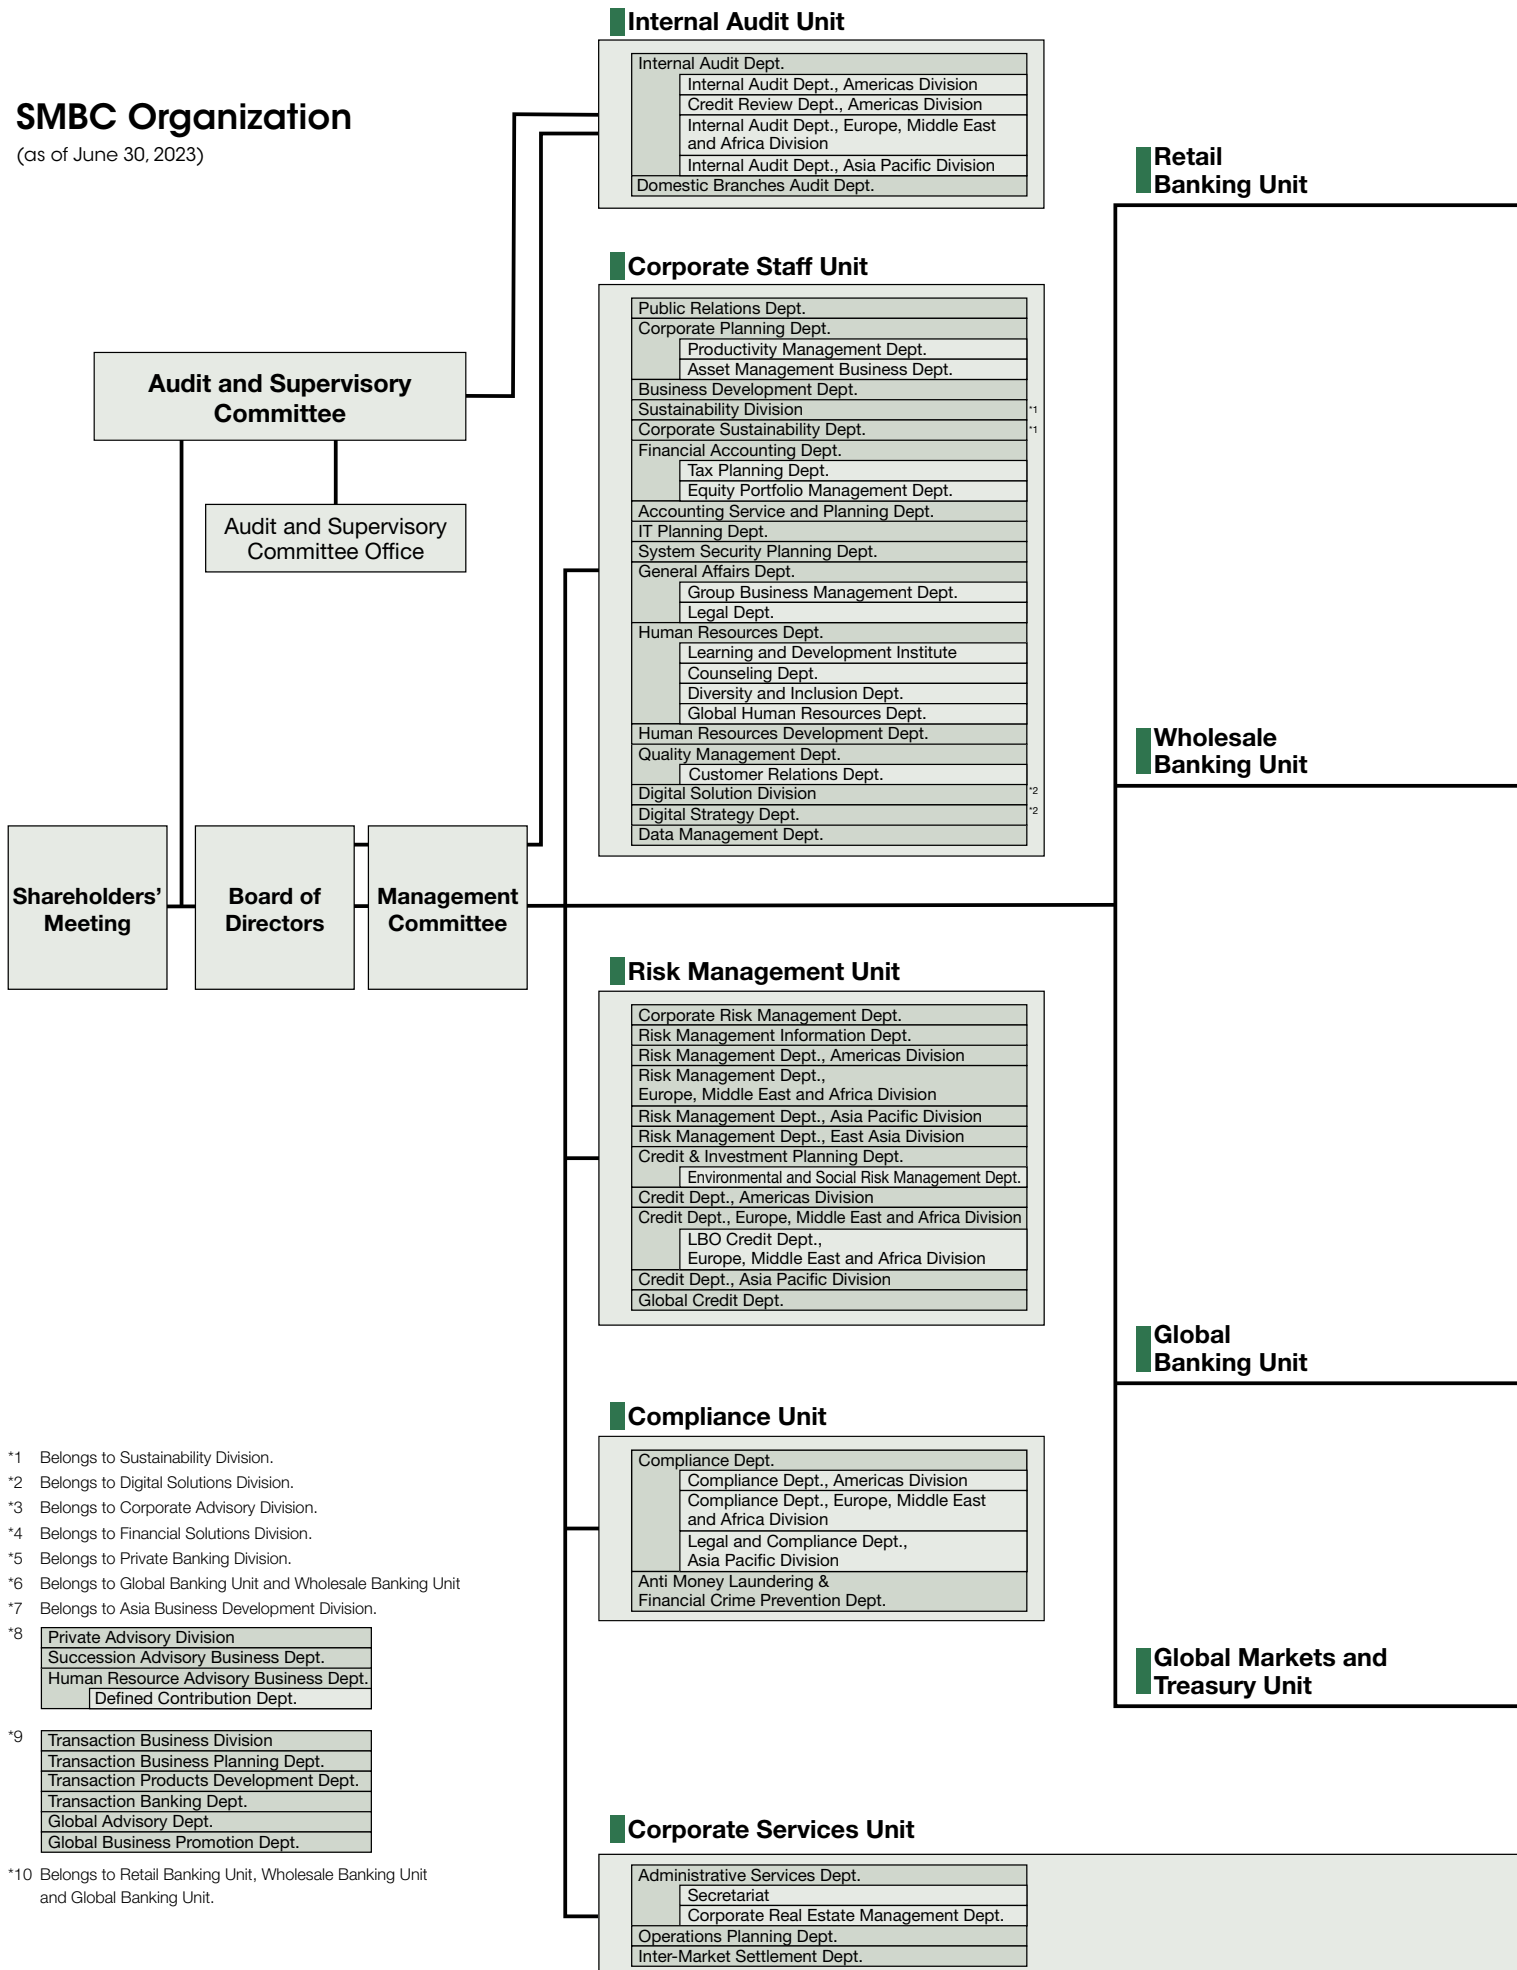 SMBC Organization
(as of June 30, 2023)
Audit and Supervisory
Committee
Audit and Supervisory
Committee Office
Shareholders’
Meeting
Board of
Directors
Management
Committee
Internal Audit Unit
Internal Audit Dept.
Internal Audit Dept., Americas Division
Credit Review Dept., Americas Division
Internal Audit Dept., Europe, Middle East
and Africa Division
Internal Audit Dept., Asia Pacific Division
Domestic Branches Audit Dept.
Corporate Staff Unit
Public Relations Dept.
Corporate Planning Dept.
Productivity Management Dept.
Asset Management Business Dept.
Business Development Dept.
Sustainability Division *1
Corporate Sustainability Dept. *1
Financial Accounting Dept.
Tax Planning Dept.
Equity Portfolio Management Dept.
Accounting Service and Planning Dept.
IT Planning Dept.
System Security Planning Dept.
General Affairs Dept.
Group Business Management Dept.
Legal Dept.
Human Resources Dept.
Learning and Development Institute
Counseling Dept.
Diversity and Inclusion Dept.
Global Human Resources Dept.
Human Resources Development Dept.
Quality Management Dept.
Customer Relations Dept.
Digital Solution Division *2
Digital Strategy Dept. *2
Data Management Dept.
Risk Management Unit
Corporate Risk Management Dept.
Risk Management Information Dept.
Risk Management Dept., Americas Division
Risk Management Dept.,
Europe, Middle East and Africa Division
Risk Management Dept., Asia Pacific Division
Risk Management Dept., East Asia Division
Credit & Investment Planning Dept.
Environmental and Social Risk Management Dept.
Credit Dept., Americas Division
Credit Dept., Europe, Middle East and Africa Division
LBO Credit Dept.,
Europe, Middle East and Africa Division
Credit Dept., Asia Pacific Division
Global Credit Dept.
Compliance Unit
Compliance Dept.
Compliance Dept., Americas Division
Compliance Dept., Europe, Middle East
and Africa Division
Legal and Compliance Dept.,
Asia Pacific Division
Anti Money Laundering &
Financial Crime Prevention Dept.
Corporate Services Unit
Administrative Services Dept.
Secretariat
Corporate Real Estate Management Dept.
Operations Planning Dept.
Inter-Market Settlement Dept.
Retail
Banking Unit
Wholesale
Banking Unit
Global
Banking Unit
Global Markets and
Treasury Unit
*1 Belongs to Sustainability Division.
*2 Belongs to Digital Solutions Division.
*3 Belongs to Corporate Advisory Division.
*4 Belongs to Financial Solutions Division.
*5 Belongs to Private Banking Division.
*6 Belongs to Global Banking Unit and Wholesale Banking Unit
*7 Belongs to Asia Business Development Division.
*8 Private Advisory Division
Succession Advisory Business Dept.
Human Resource Advisory Business Dept.
Defined Contribution Dept.
*9 Transaction Business Division
Transaction Business Planning Dept.
Transaction Products Development Dept.
Transaction Banking Dept.
Global Advisory Dept.
Global Business Promotion Dept.
*10 Belongs to Retail Banking Unit, Wholesale Banking Unit
and Global Banking Unit.